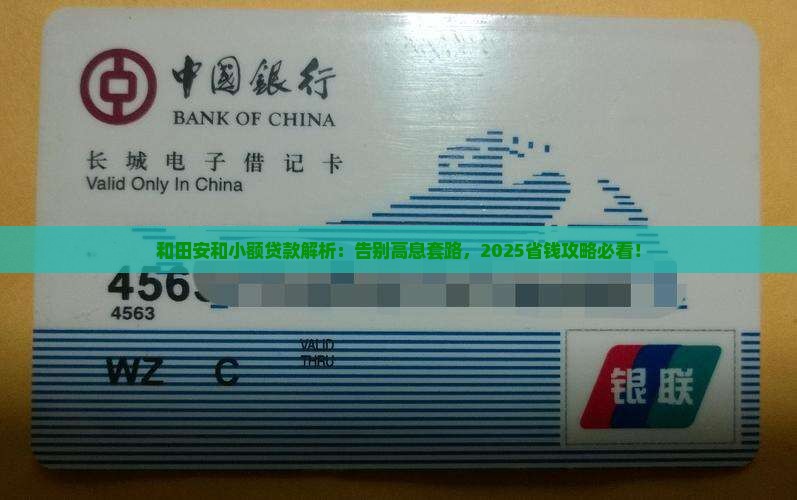 中国銀行
BANK OF CHINA
长城电子借记卡
Valid Only In China
和田安和小额贷款解析：告别高息套路，2025省钱攻略必看！
456
4563
VALID
THRU
WZ C
银联